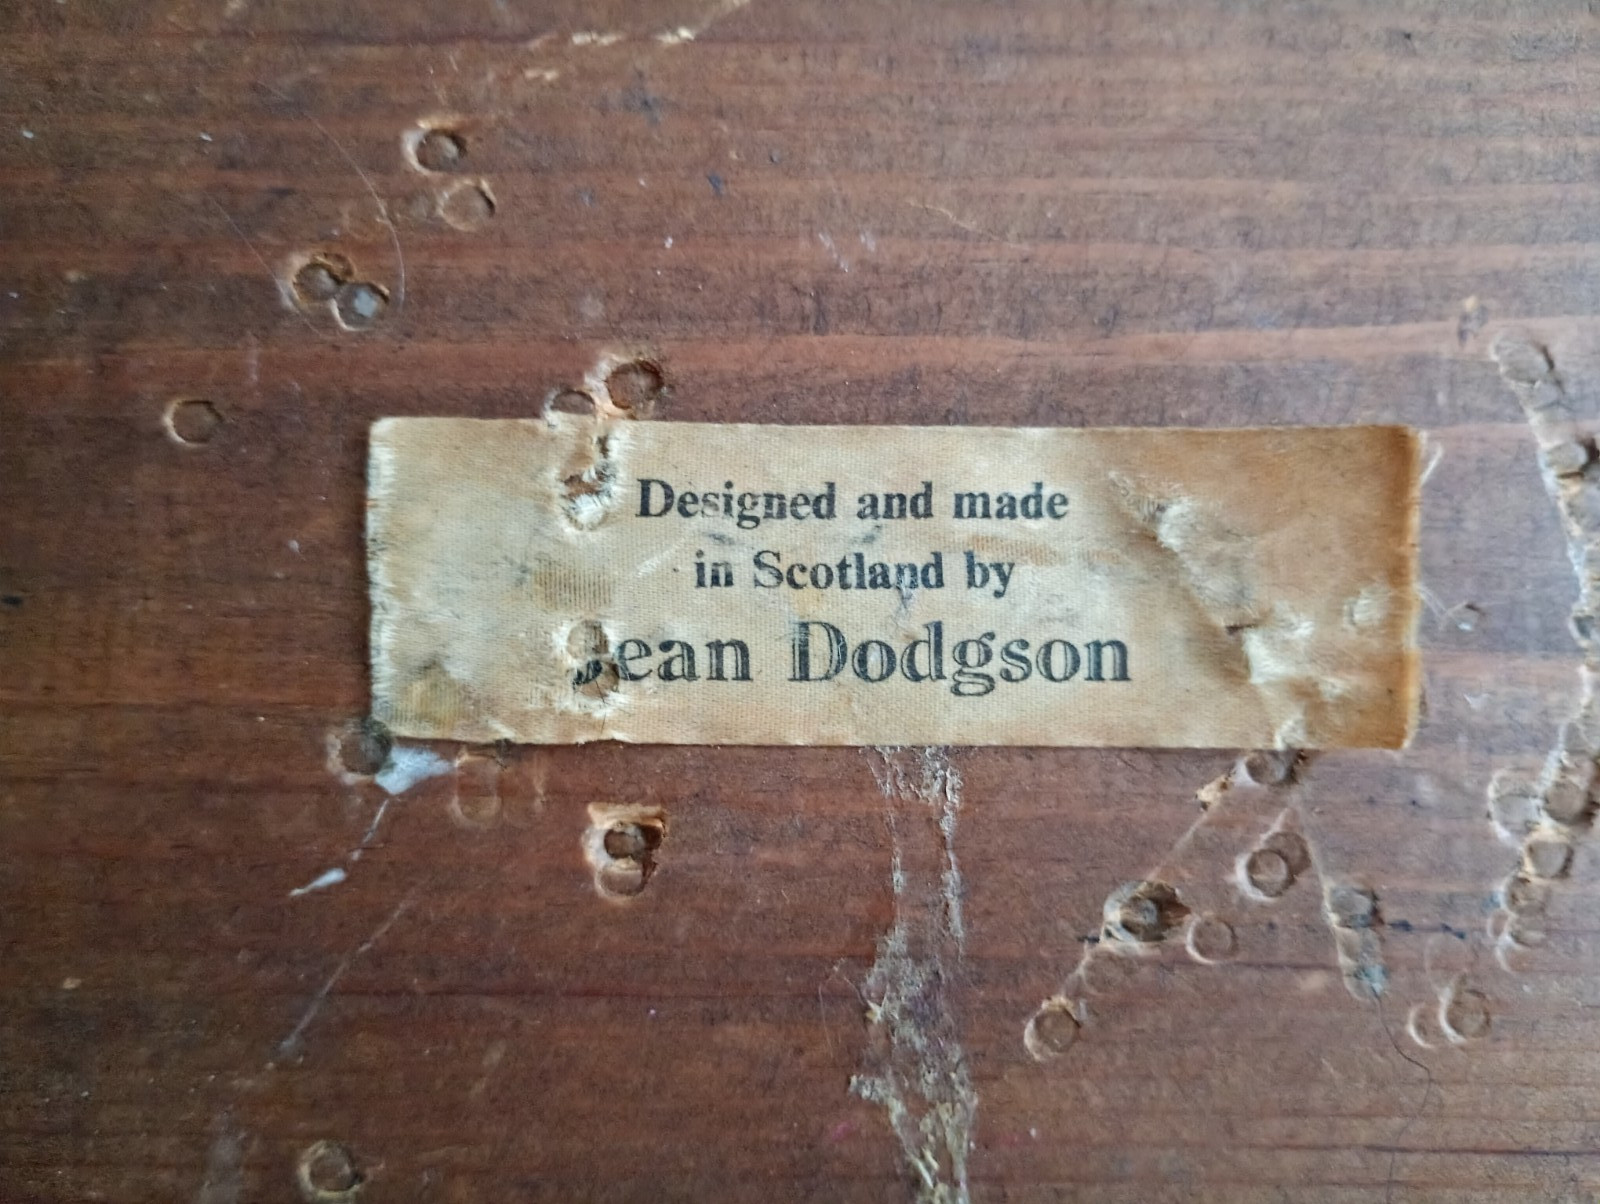 Designed and made
in Scotland by
Jean Dodgson